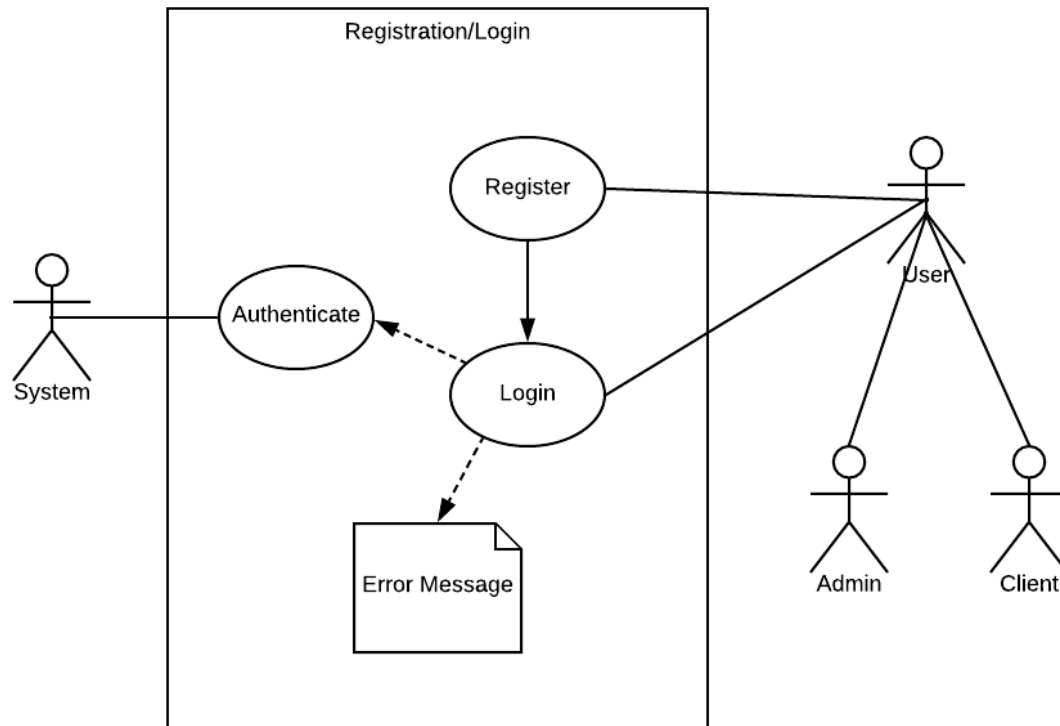 Registration/Login
Register
User
Authenticate
System
Login
Error Message
Admin
Client